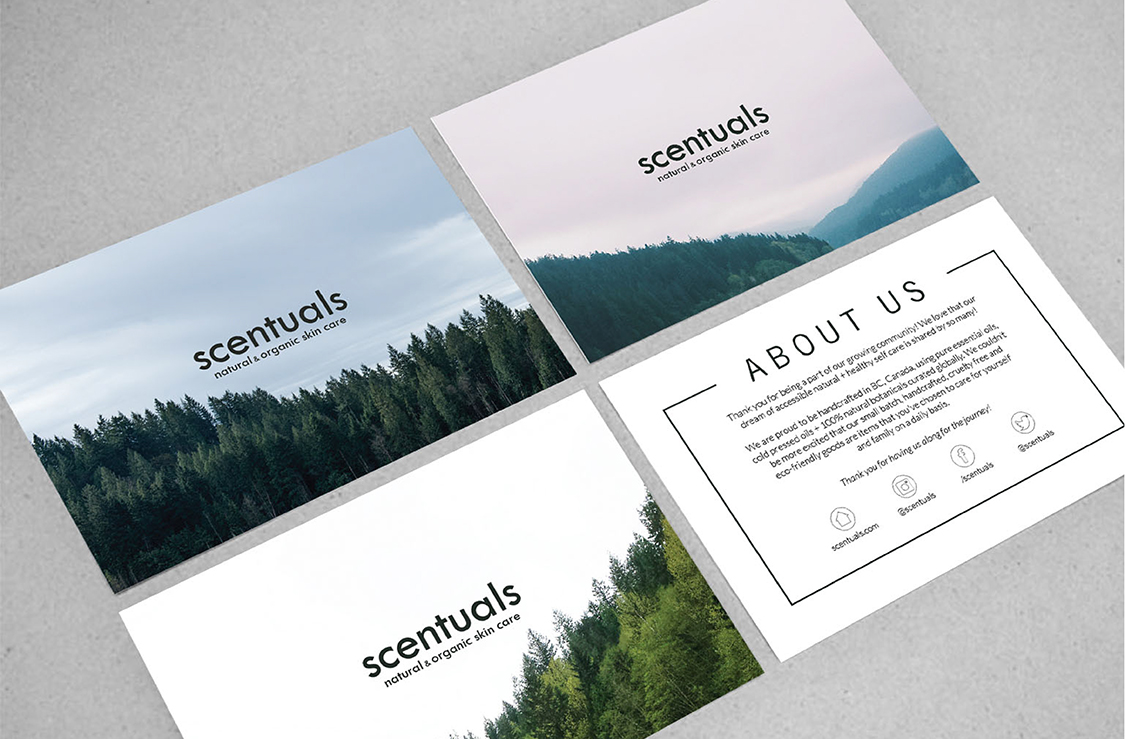 scentuals
natural & organic skin care
scentuals
natural & organic skin care
ABOUT US
Thank you for being a part of our growing community! We love that our
dream of accessible natural + healthy self care is shared by so many!
We are proud to be handcrafted in BC, Canada, using pure essential oils,
cold pressed oils + 100% natural botanicals curated globally. We couldn't
be more excited that our small batch, handcrafted, cruelty free and
eco-friendly goods are items that you've chosen to care for yourself
and family on a daily basis.
Thank you for having us along for the journey!
scentuals.com
@scentuals
/scentuals
@scentuals
scentuals
natural & organic skin care